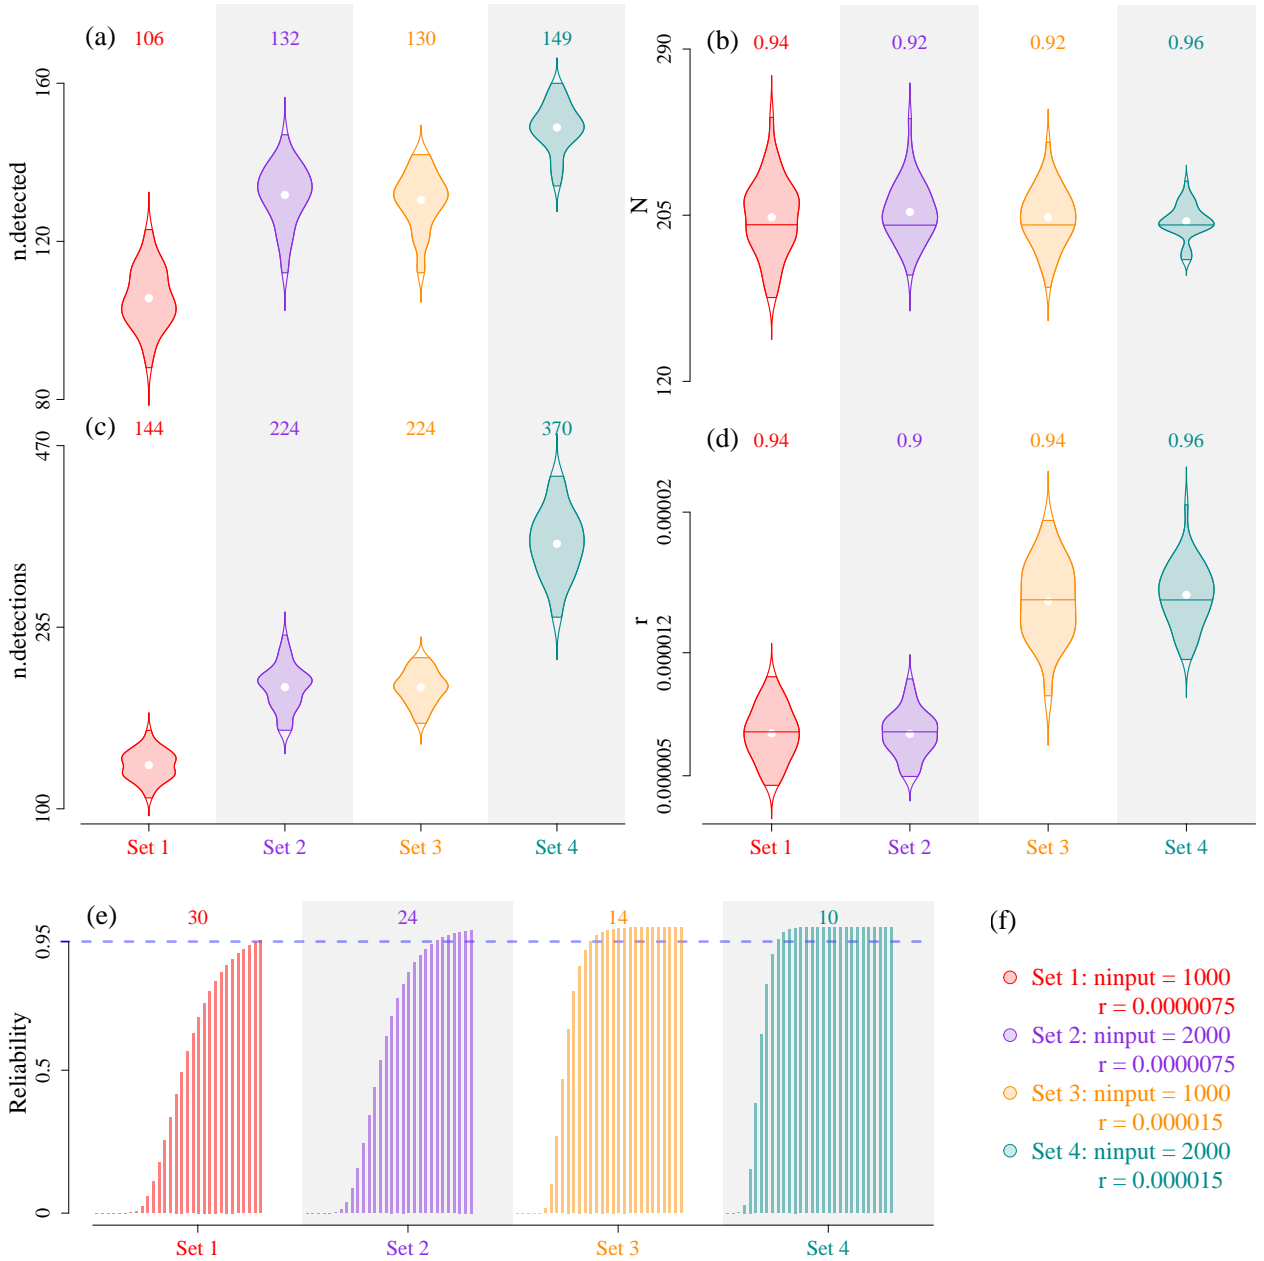 (a) 106 132 130 149
n.detected
160
120
80
(b) 0.94 0.92 0.92 0.96
N
290
205
120
(c) 144 224 224 370
n.detections
470
285
100
Set 1 Set 2 Set 3 Set 4
(d) 0.94 0.9 0.94 0.96
r
0.00002
0.000012
0.000005
Set 1 Set 2 Set 3 Set 4
(e) 30 24 14 10
Reliability
0.95
0.5
0
Set 1 Set 2 Set 3 Set 4
(f)
Set 1: ninput = 1000
r = 0.0000075
Set 2: ninput = 2000
r = 0.0000075
Set 3: ninput = 1000
r = 0.000015
Set 4: ninput = 2000
r = 0.000015